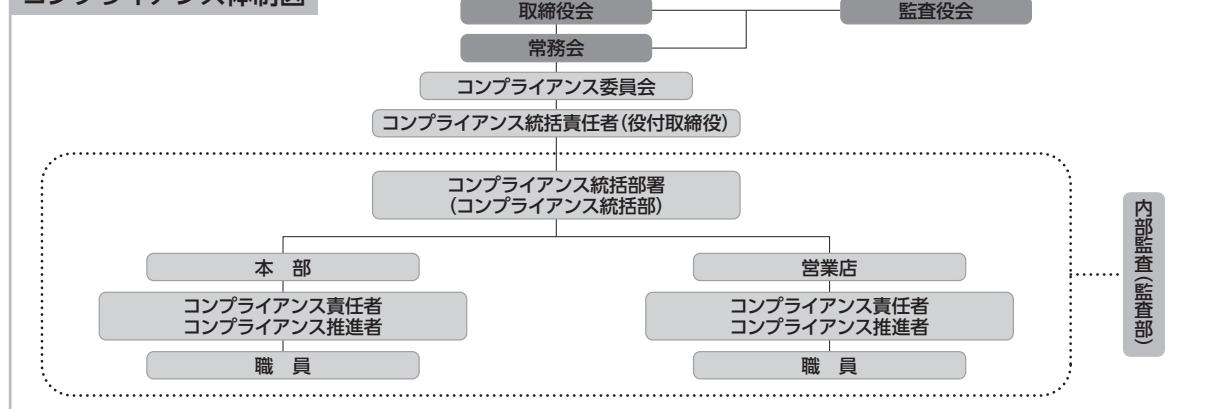 コンプライアンス体制図
取締役会
監査役会
常務会
コンプライアンス委員会
コンプライアンス統括責任者(役付取締役)
コンプライアンス統括部署
(コンプライアンス統括部)
本　部
営業店
コンプライアンス責任者
コンプライアンス推進者
コンプライアンス責任者
コンプライアンス推進者
職　員
職　員
内部監査(監査部)